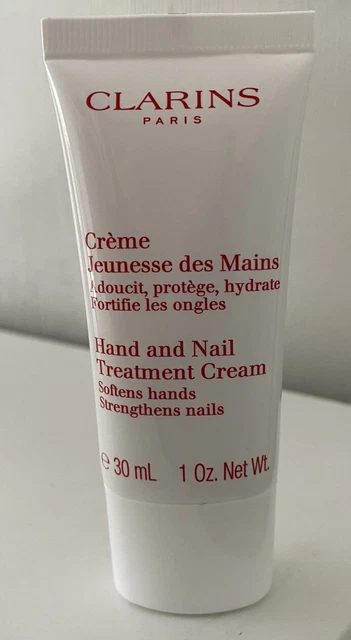 CLARINS
PARIS
Crème
Jeunesse des Mains
Adoucit, protège, hydrate
Fortifie les ongles
Hand and Nail
Treatment Cream
Softens hands
Strengthens nails
℮ 30 mL 1 Oz. Net Wt.